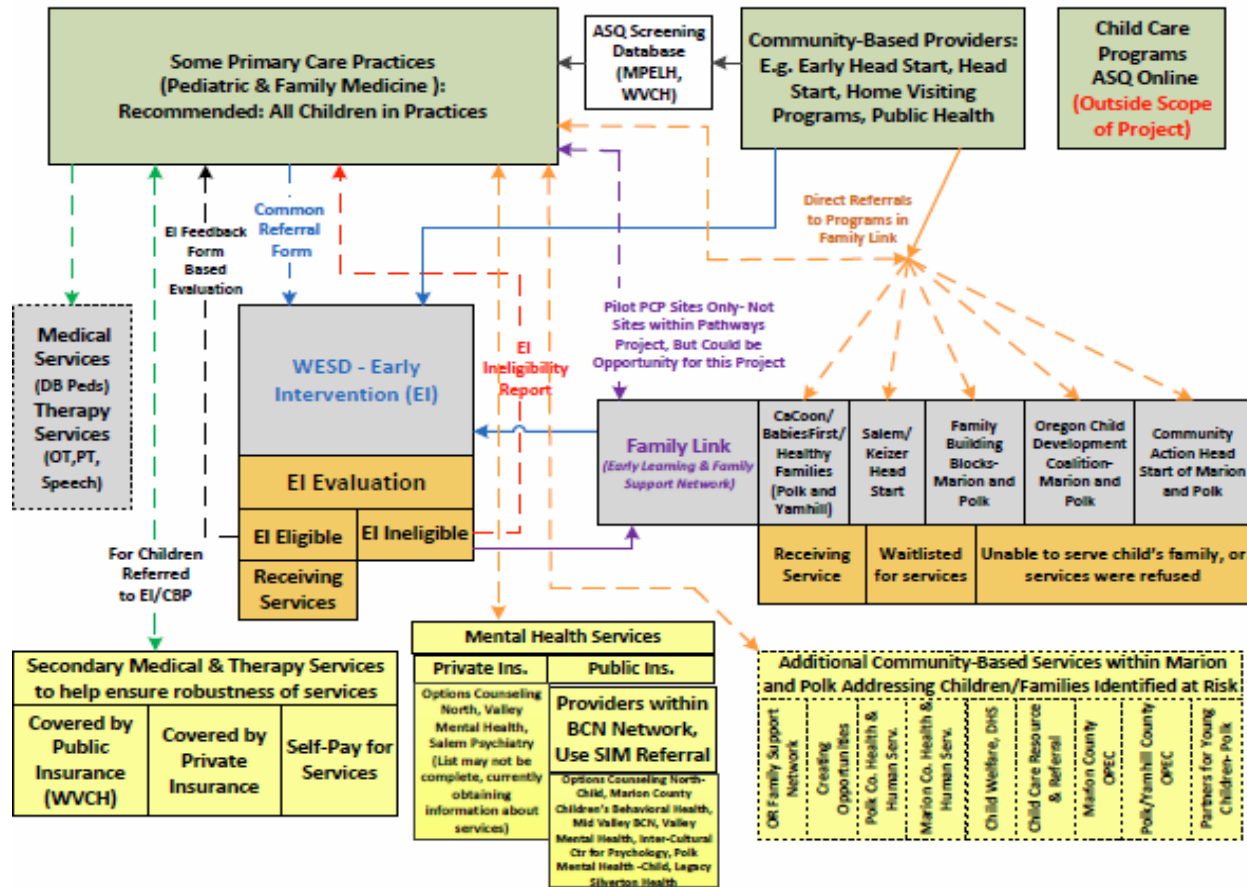 Some Primary Care Practices
(Pediatric & Family Medicine ):
Recommended: All Children in Practices
ASQ Screening
Database
(MPELH,
WVCH)
Community-Based Providers:
E.g. Early Head Start, Head
Start, Home Visiting
Programs, Public Health
Child Care
Programs
ASQ Online
(Outside Scope
of Project)
EI Feedback
Form
Based
Evaluation
Common
Referral
Form
Direct Referrals
to Programs in
Family Link
Pilot PCP Sites Only- Not
Sites within Pathways
Project, But Could be
Opportunity for this Project
EI
Ineligibility
Report
Medical
Services
(DB Peds)
Therapy
Services
(OT,PT,
Speech)
WESD - Early
Intervention (EI)
EI Evaluation
EI Eligible
EI Ineligible
Receiving
Services
Family Link
(Early Learning & Family
Support Network)
CaCoon/
BabiesFirst/
Healthy
Families
(Polk and
Yamhill)
Salem/
Keizer
Head
Start
Family
Building
Blocks-
Marion and
Polk
Oregon Child
Development
Coalition-
Marion and
Polk
Community
Action Head
Start of Marion
and Polk
Receiving
Service
Waitlisted
for services
Unable to serve child's family, or
services were refused
For Children
Referred
to EI/CBP
Secondary Medical & Therapy Services
to help ensure robustness of services
Covered by
Public
Insurance
(WVCH)
Covered by
Private
Insurance
Self-Pay for
Services
Mental Health Services
Private Ins.
Public Ins.
Options Counseling
North, Valley
Mental Health,
Salem Psychiatry
(List may not be
complete, currently
obtaining
information about
services)
Providers within
BCN Network,
Use SIM Referral
Options Counseling North-
Child, Marion County
Children's Behavioral Health,
Mid Valley BCN, Valley
Mental Health, Inter-Cultural
Ctr for Psychology, Polk
Mental Health -Child, Legacy
Silverton Health
Additional Community-Based Services within Marion
and Polk Addressing Children/Families Identified at Risk
OR Family Support
Network
Creating
Opportunities
Polk Co. Health &
Human Serv.
Marion Co. Health &
Human Serv.
Child Welfare, DHS
Child Care Resource
& Referral
Marion County
OPEC
Polk/Yamhill County
OPEC
Partners for Young
Children- Polk